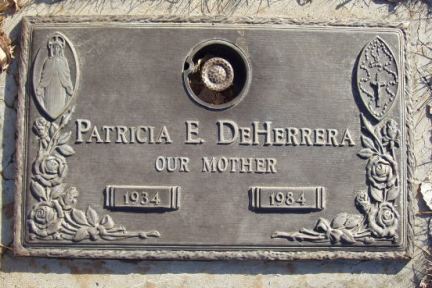 PATRICIA E. DEHERRERA
OUR MOTHER
1934 1984